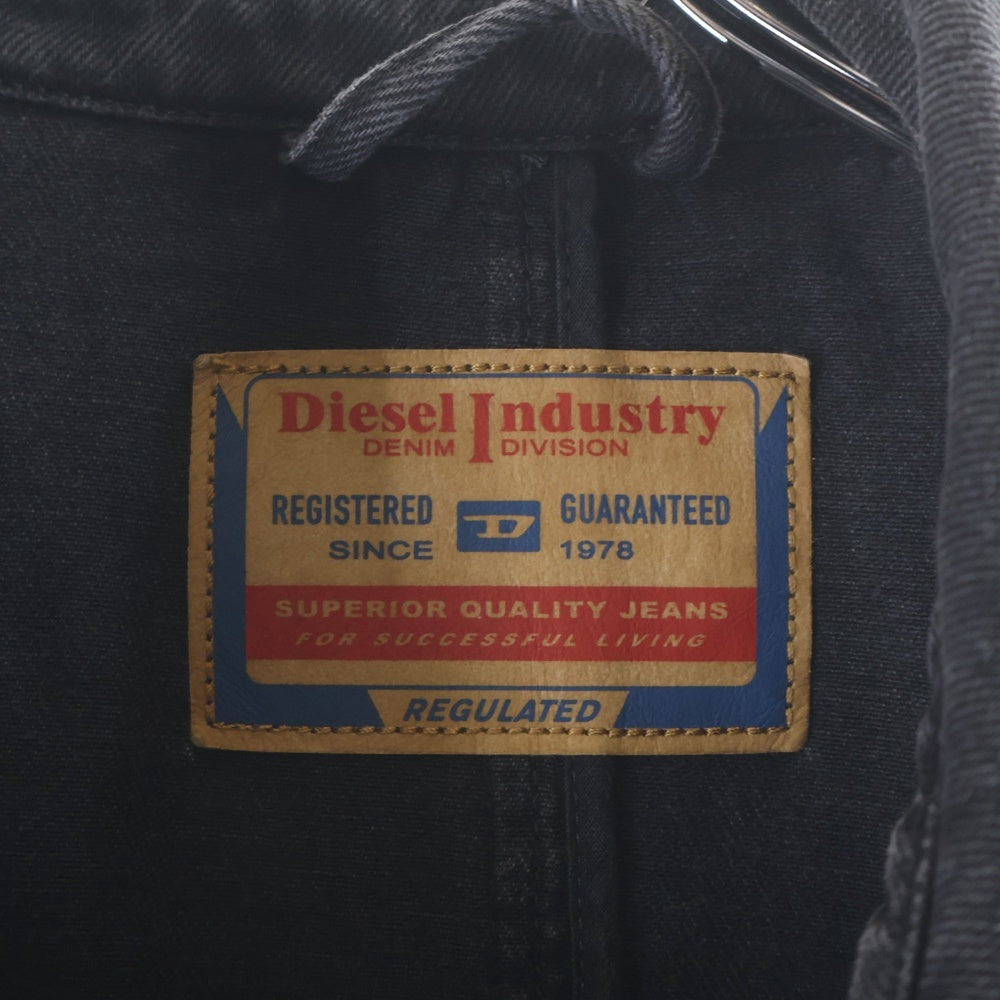 Diesel Industry
DENIM DIVISION
REGISTERED D GUARANTEED
SINCE 1978
SUPERIOR QUALITY JEANS
FOR SUCCESSFUL LIVING
REGULATED